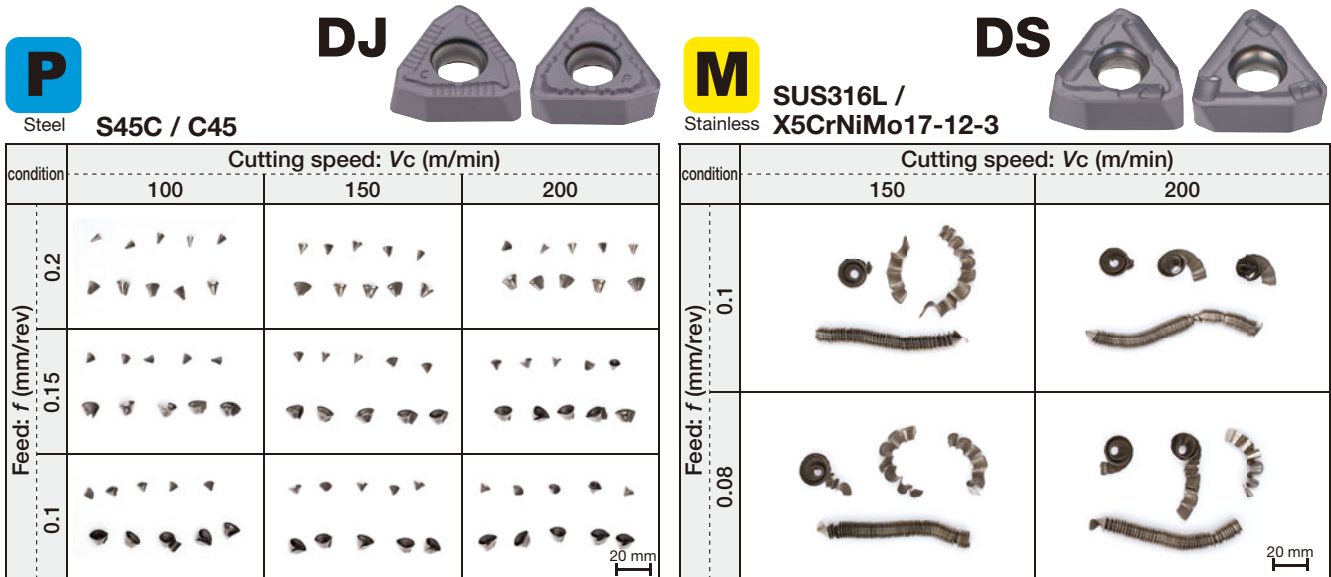 P
Steel
S45C / C45
DJ
condition
Cutting speed: Vc (m/min)
100
150
200
Feed: f (mm/rev)
0.2
0.15
0.1
20 mm
M
Stainless
SUS316L /
X5CrNiMo17-12-3
DS
condition
Cutting speed: Vc (m/min)
150
200
Feed: f (mm/rev)
0.1
0.08
20 mm